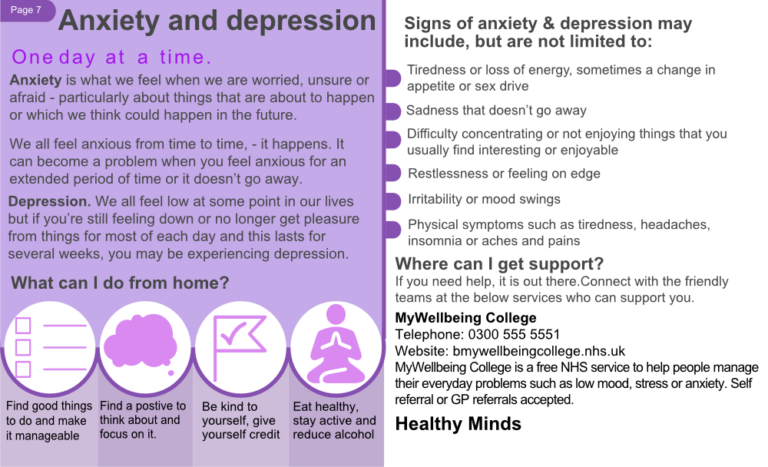 Page 7
Anxiety and depression
One day at a time.
Anxiety is what we feel when we are worried, unsure or
afraid - particularly about things that are about to happen
or which we think could happen in the future.
We all feel anxious from time to time, - it happens. It
can become a problem when you feel anxious for an
extended period of time or it doesn't go away.
Depression. We all feel low at some point in our lives
but if you're still feeling down or no longer get pleasure
from things for most of each day and this lasts for
several weeks, you may be experiencing depression.
What can I do from home?
Find good things
to do and make
it manageable
Find a postive to
think about and
focus on it.
Be kind to
yourself, give
yourself credit
Eat healthy,
stay active and
reduce alcohol
Signs of anxiety & depression may
include, but are not limited to:
Tiredness or loss of energy, sometimes a change in
appetite or sex drive
Sadness that doesn't go away
Difficulty concentrating or not enjoying things that you
usually find interesting or enjoyable
Restlessness or feeling on edge
Irritability or mood swings
Physical symptoms such as tiredness, headaches,
insomnia or aches and pains
Where can I get support?
If you need help, it is out there.Connect with the friendly
teams at the below services who can support you.
MyWellbeing College
Telephone: 0300 555 5551
Website: bmywellbeingcollege.nhs.uk
MyWellbeing College is a free NHS service to help people manage
their everyday problems such as low mood, stress or anxiety. Self
referral or GP referrals accepted.
Healthy Minds